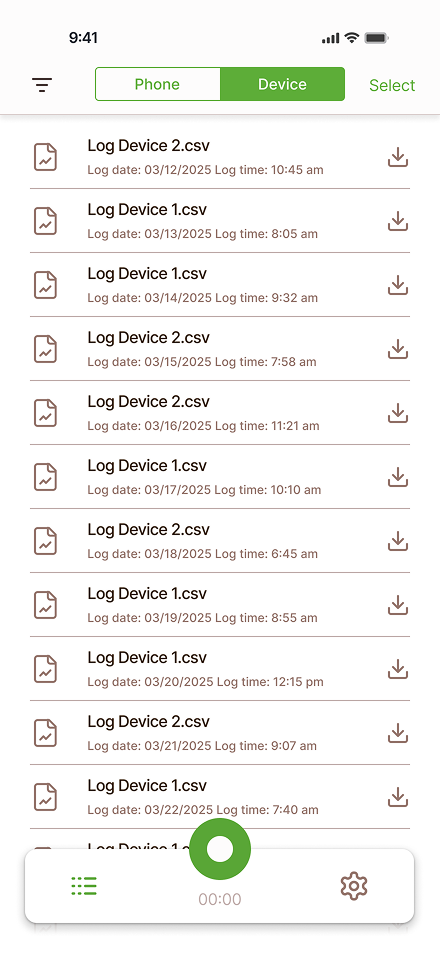 9:41
Phone Device Select
Log Device 2.csv
Log date: 03/12/2025 Log time: 10:45 am
Log Device 1.csv
Log date: 03/13/2025 Log time: 8:05 am
Log Device 1.csv
Log date: 03/14/2025 Log time: 9:32 am
Log Device 2.csv
Log date: 03/15/2025 Log time: 7:58 am
Log Device 2.csv
Log date: 03/16/2025 Log time: 11:21 am
Log Device 1.csv
Log date: 03/17/2025 Log time: 10:10 am
Log Device 2.csv
Log date: 03/18/2025 Log time: 6:45 am
Log Device 1.csv
Log date: 03/19/2025 Log time: 8:55 am
Log Device 1.csv
Log date: 03/20/2025 Log time: 12:15 pm
Log Device 2.csv
Log date: 03/21/2025 Log time: 9:07 am
Log Device 1.csv
Log date: 03/22/2025 Log time: 7:40 am
Log Device
00:00